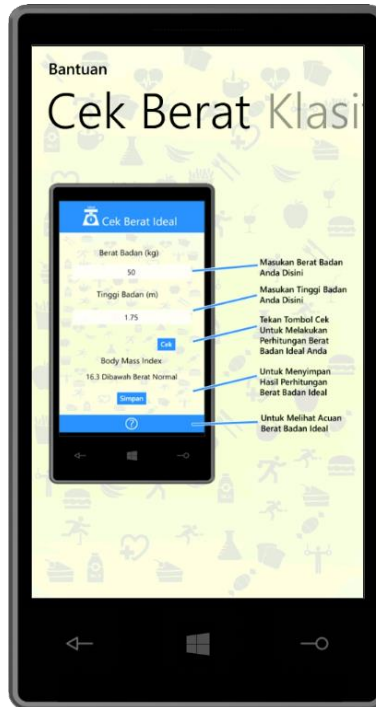 Bantuan
Cek Berat Klasi
Cek Berat Ideal
Berat Badan (kg)
50
Tinggi Badan (m)
1.75
Cek
Body Mass Index
16.3 Dibawah Berat Normal
Simpan
?
Masukan Berat Badan
Anda Disini
Masukan Tinggi Badan
Anda Disini
Tekan Tombol Cek
Untuk Melakukan
Perhitungan Berat
Badan Ideal Anda
Untuk Menyimpan
Hasil Perhitungan
Berat Badan Ideal
Untuk Melihat Acuan
Berat Badan Ideal